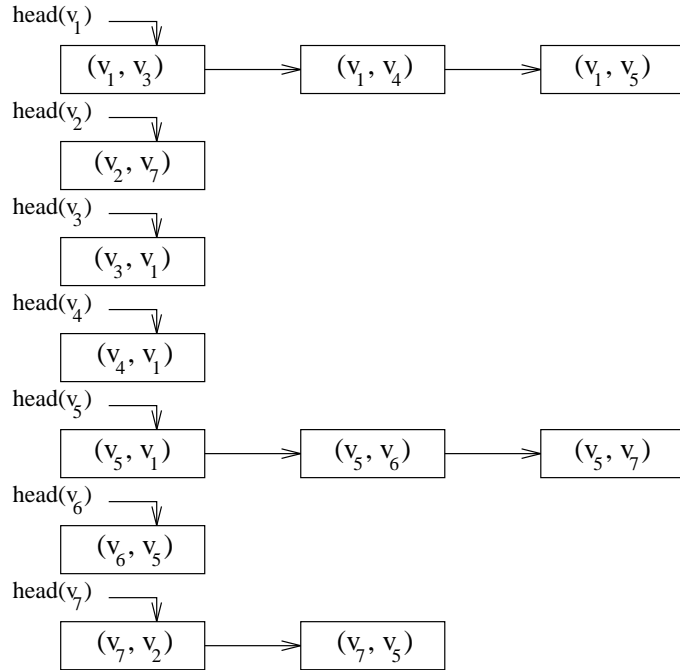 head(v₁)
(v₁, v₃) (v₁, v₄) (v₁, v₅)
head(v₂)
(v₂, v₇)
head(v₃)
(v₃, v₁)
head(v₄)
(v₄, v₁)
head(v₅)
(v₅, v₁) (v₅, v₆) (v₅, v₇)
head(v₆)
(v₆, v₅)
head(v₇)
(v₇, v₂) (v₇, v₅)